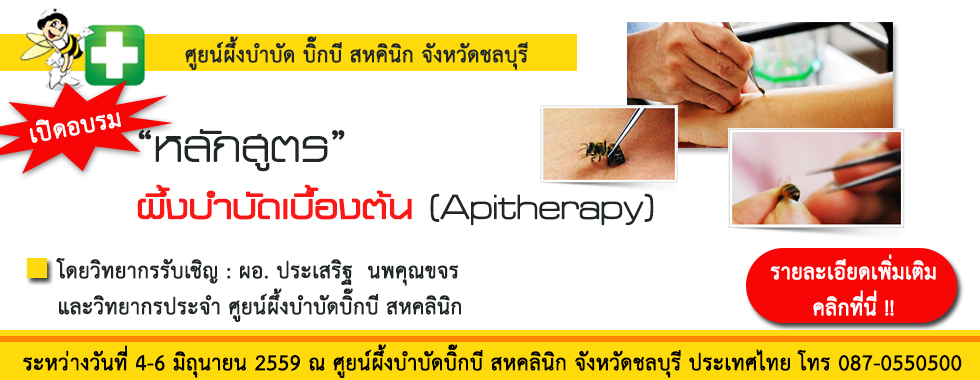 ศูนย์ผึ้งบำบัด บิ๊กบี สหคินิก จังหวัดชลบุรี
เปิดอบรม
“หลักสูตร”
ผึ้งบำบัดเบื้องต้น (Apitherapy)
โดยวิทยากรรับเชิญ : ผอ. ประเสริฐ นพคุณขจร
และวิทยากรประจำ ศูยน์ผึ้งบำบัดบิ๊กบี สหคลินิก
รายละเอียดเพิ่มเติม
คลิกที่นี่ !!
ระหว่างวันที่ 4-6 มิถุนายน 2559 ณ ศูยน์ผึ้งบำบัดบิ๊กบี สหคลินิก จังหวัดชลบุรี ประเทศไทย โทร 087-0550500